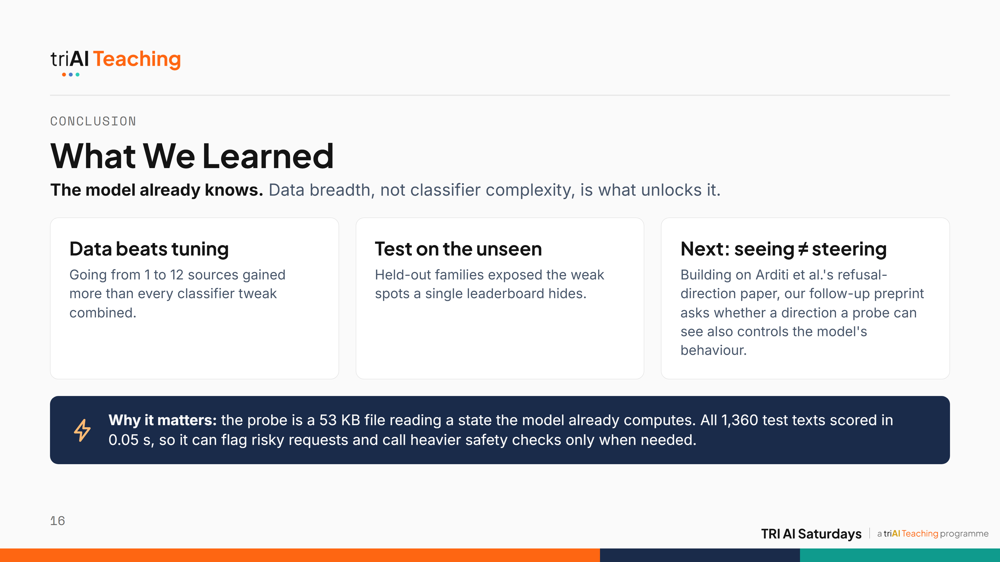 triAI Teaching
CONCLUSION
What We Learned
The model already knows. Data breadth, not classifier complexity, is what unlocks it.
Data beats tuning
Going from 1 to 12 sources gained
more than every classifier tweak
combined.
Test on the unseen
Held-out families exposed the weak
spots a single leaderboard hides.
Next: seeing ≠ steering
Building on Arditi et al.'s refusal-
direction paper, our follow-up preprint
asks whether a direction a probe can
see also controls the model's
behaviour.
Why it matters: the probe is a 53 KB file reading a state the model already computes. All 1,360 test texts scored in
0.05 s, so it can flag risky requests and call heavier safety checks only when needed.
16
TRI AI Saturdays | a triAI Teaching programme